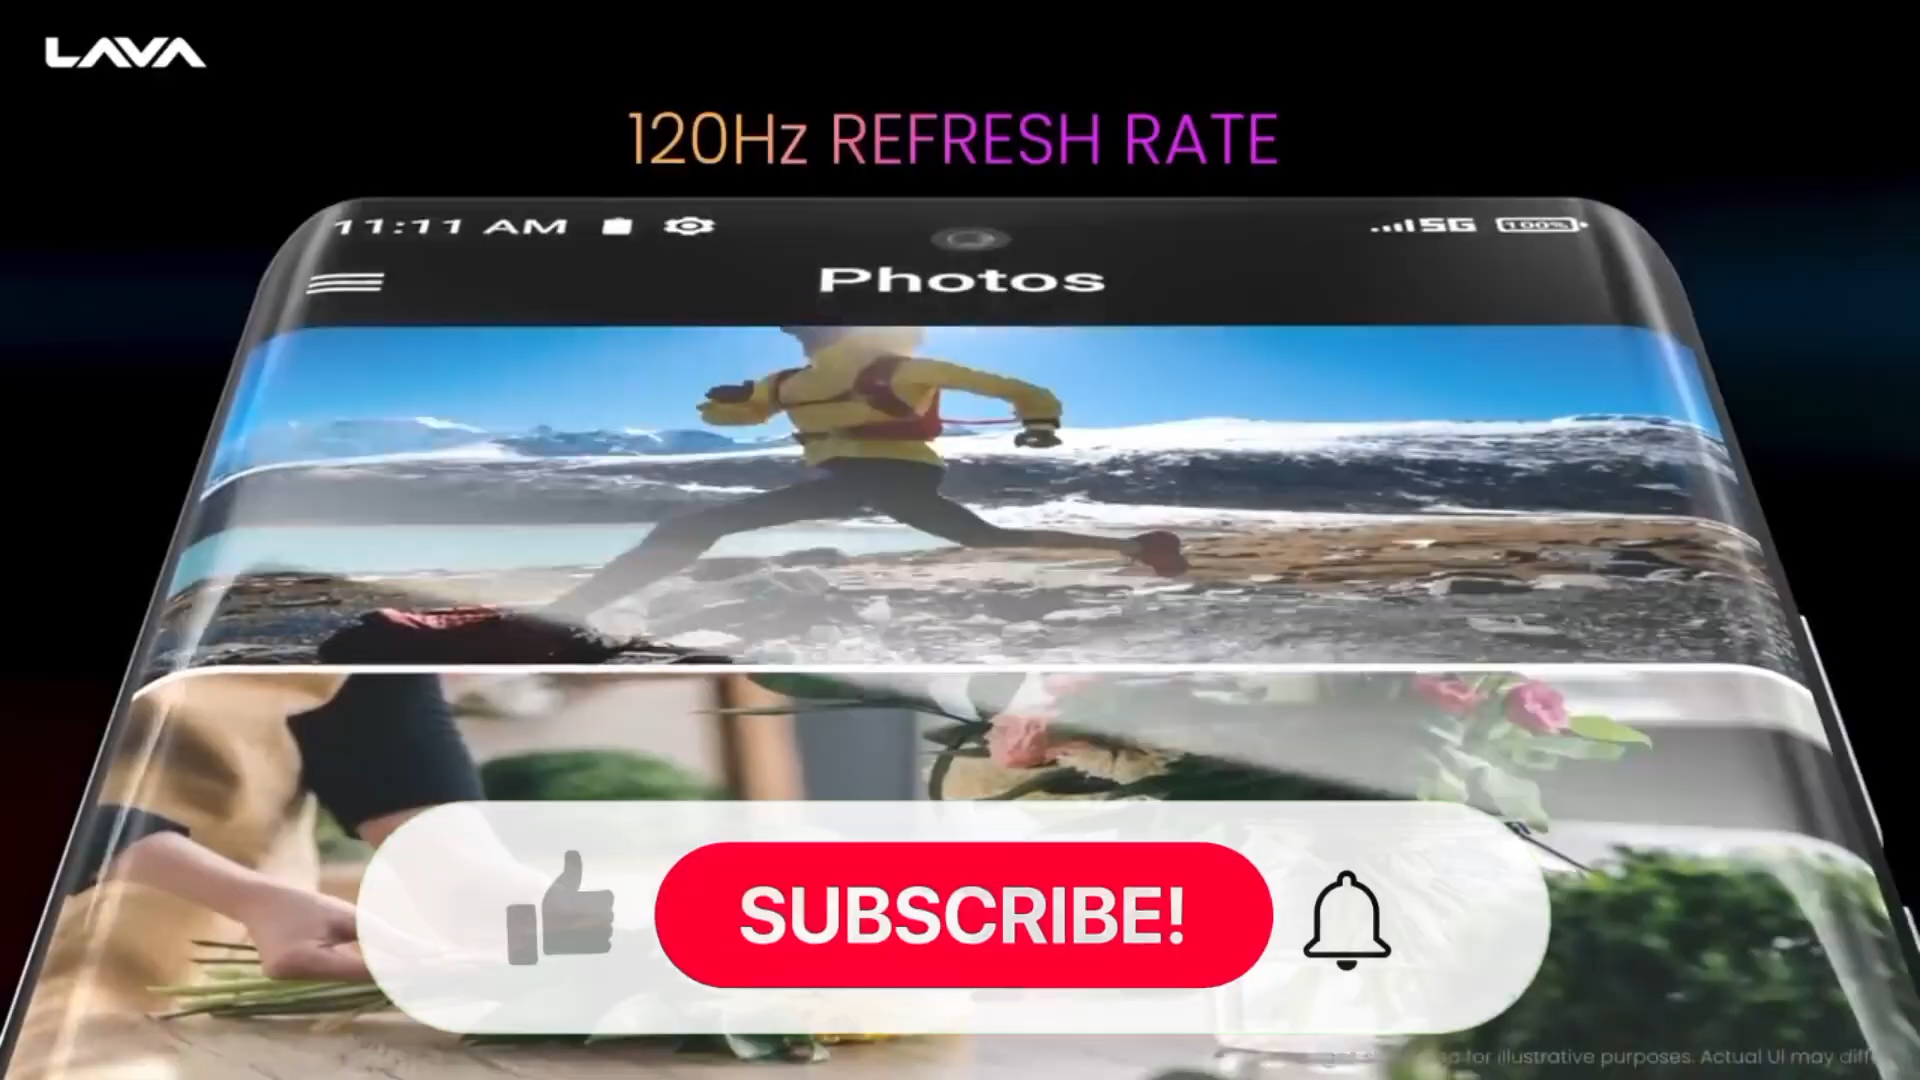 LAVA
120Hz REFRESH RATE
11:11 AM
5G 100%
Photos
SUBSCRIBE!
for illustrative purposes. Actual UI may